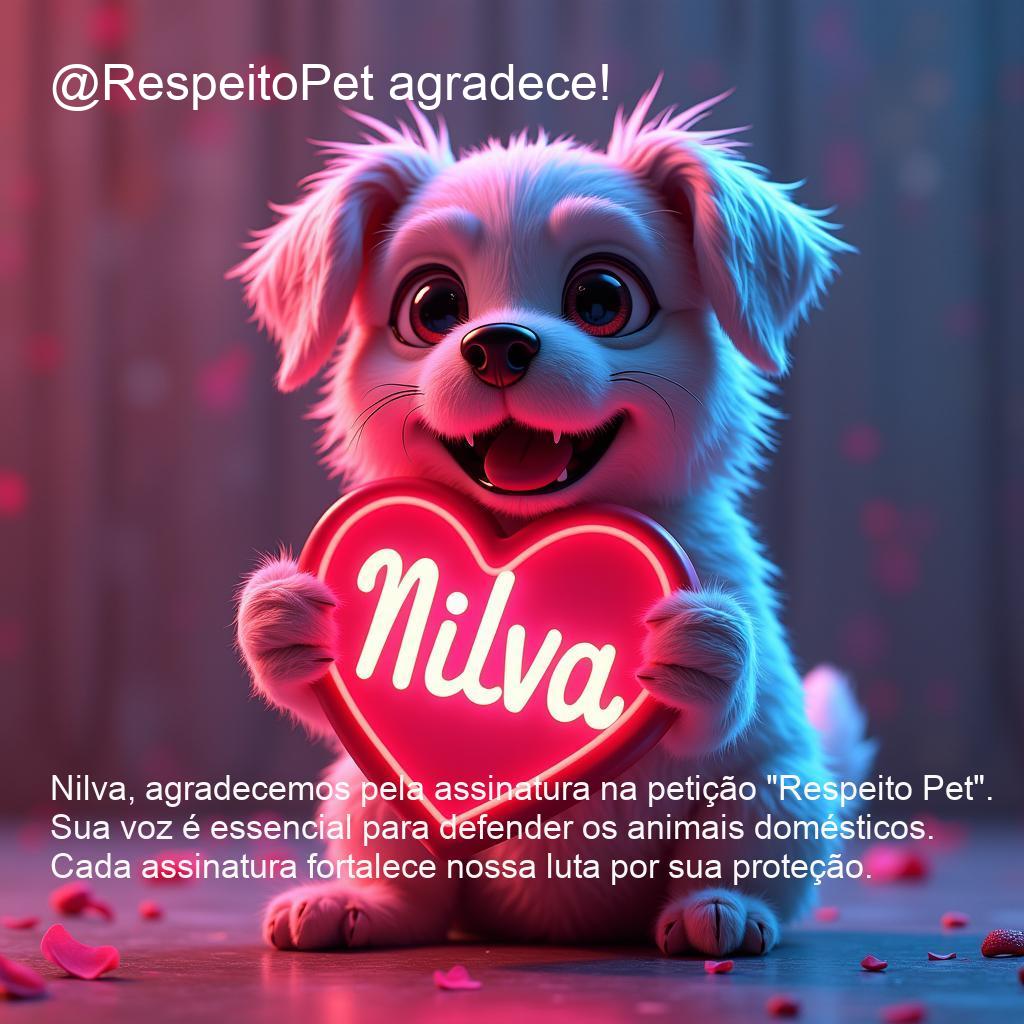 @RespeitoPet agradece!
Nilva
Nilva, agradecemos pela assinatura na petição "Respeito Pet".
Sua voz é essencial para defender os animais domésticos.
Cada assinatura fortalece nossa luta por sua proteção.